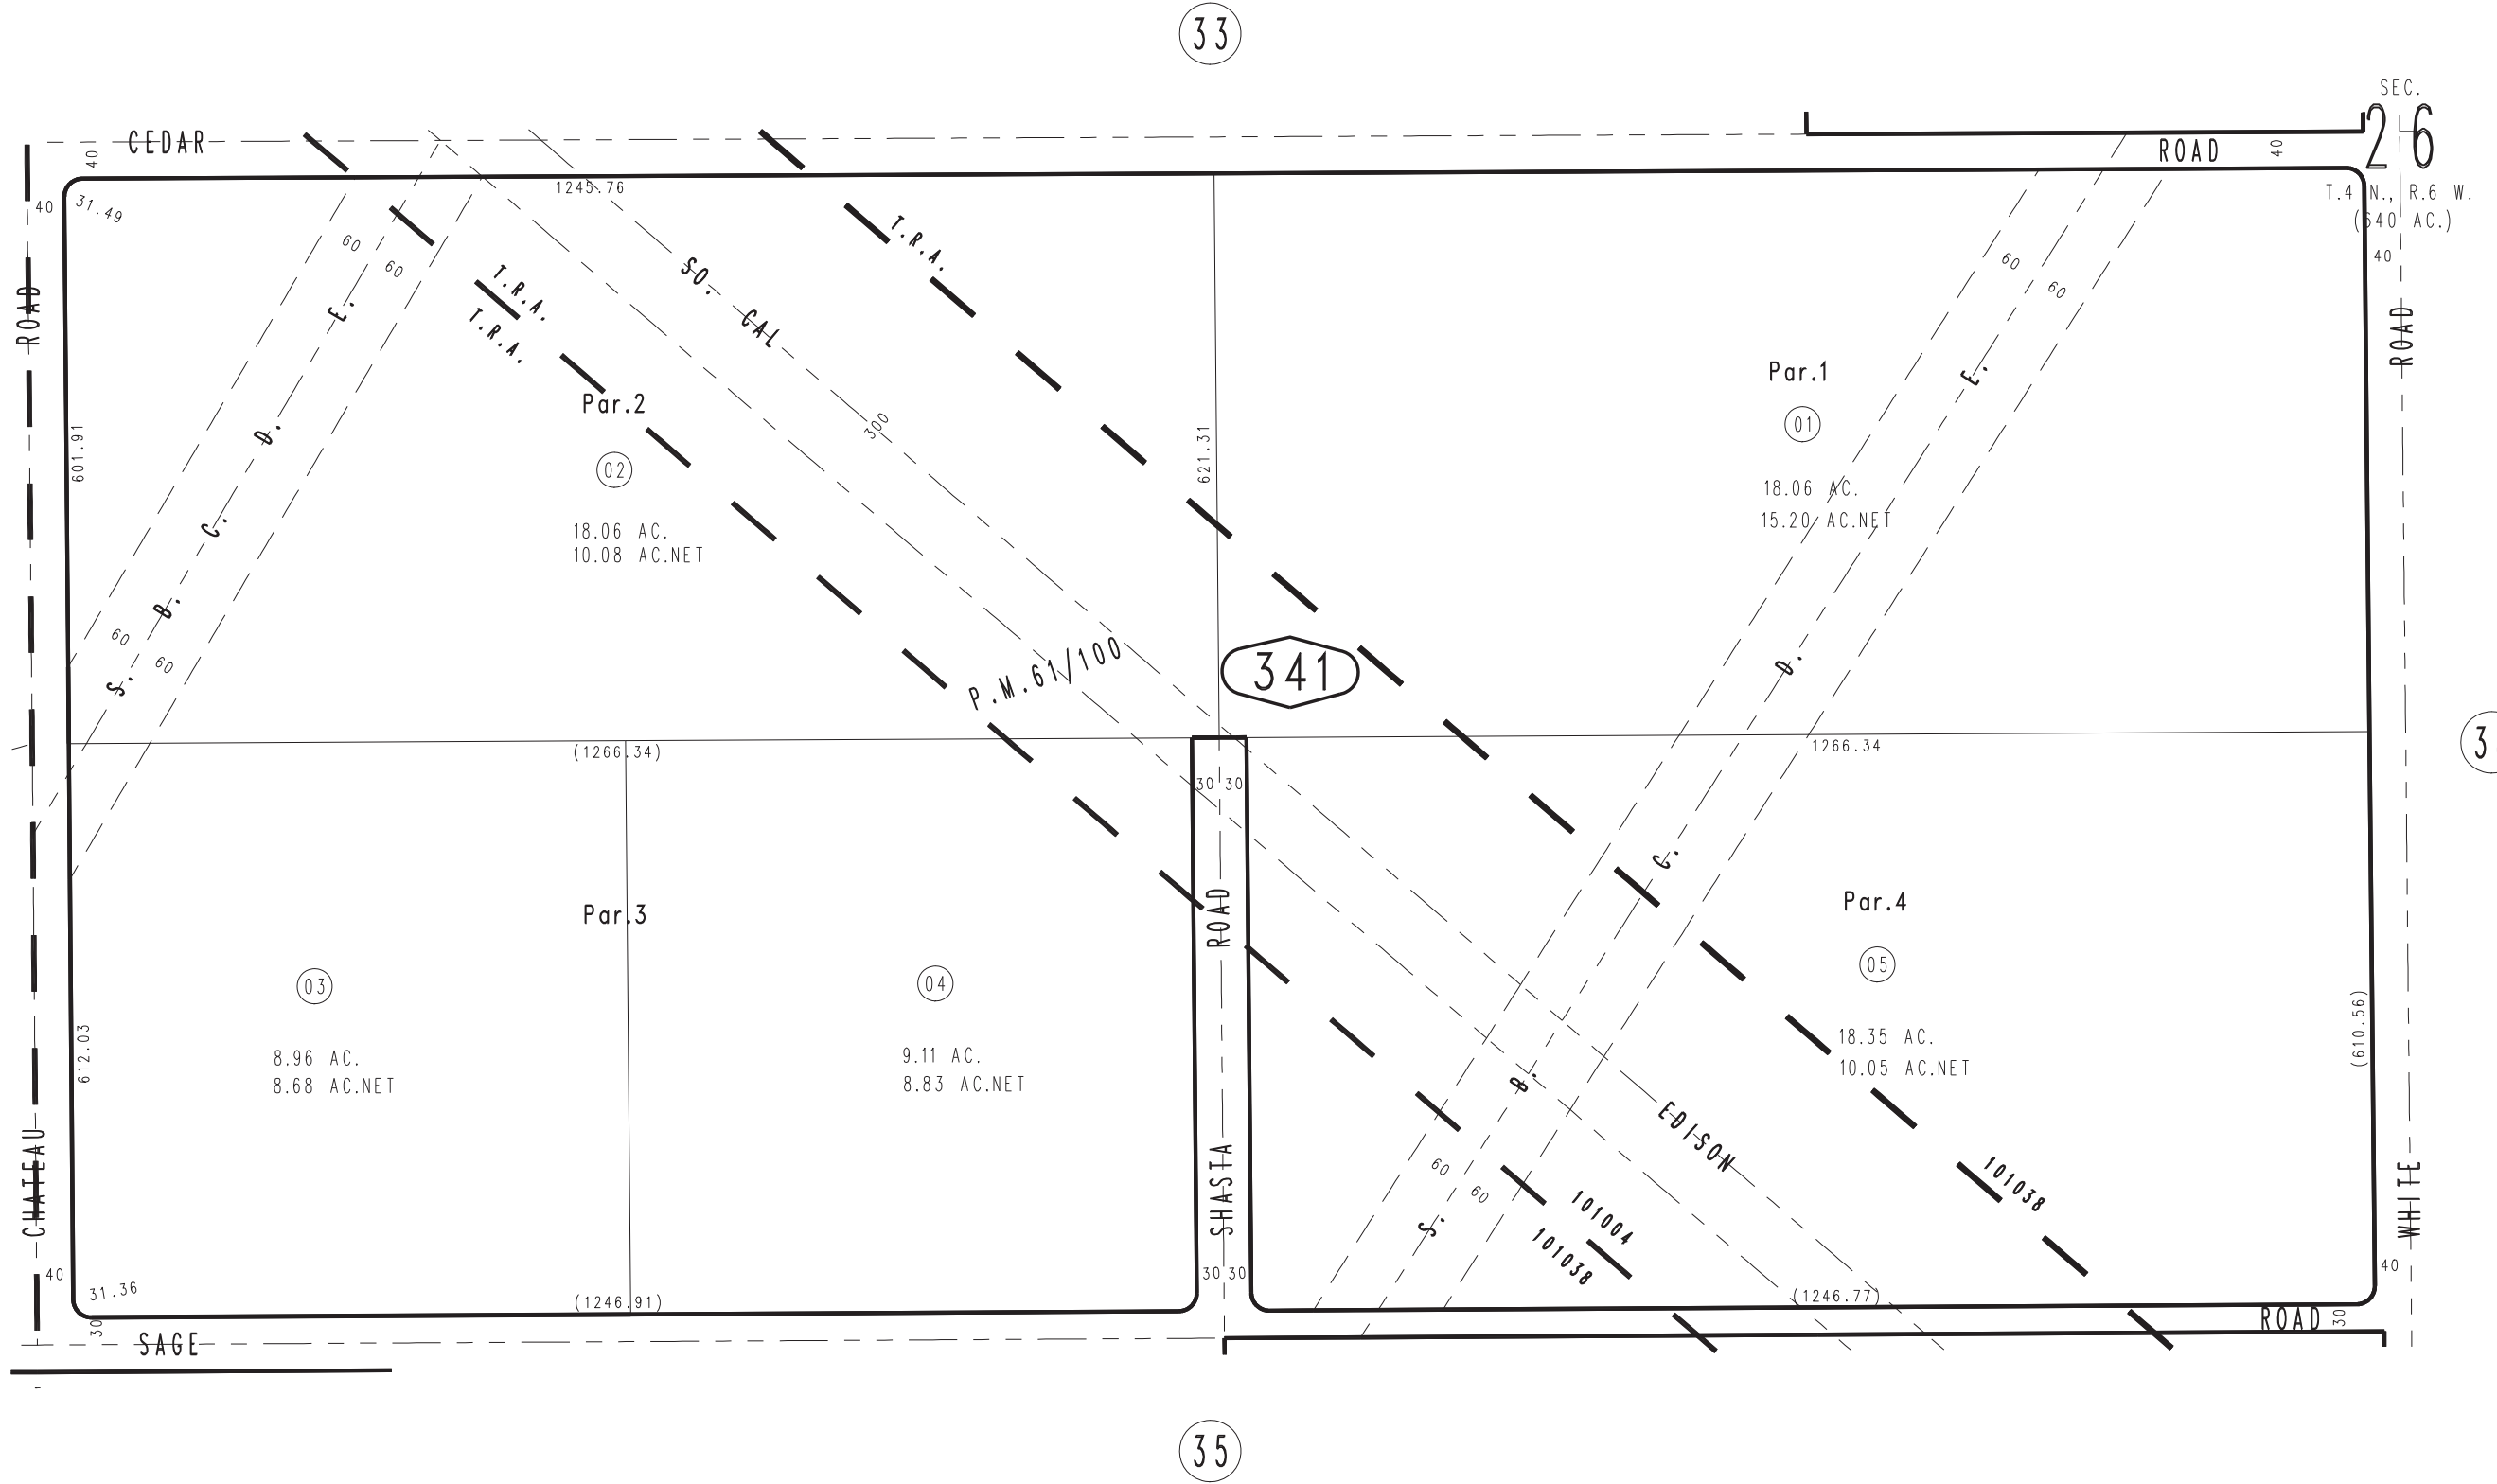 33
SEC.
26
T.4 N., R.6 W.
(640 AC.)
CEDAR
ROAD
40
40
40
31.49
1245.76
40
60
60
ROAD
ROAD
S. B. C. D. E.
T.R.A.
T.R.A.
T.R.A.
SO. CAL
300
601.91
621.31
Par.2
02
18.06 AC.
10.08 AC.NET
Par.1
01
18.06 AC.
15.20 AC.NET
60
60
S. B. C. D. E.
60
60
P.M.61/100
341
(1266.34)
1266.34
30 30
3
Par.3
ROAD
Par.4
03
8.96 AC.
8.68 AC.NET
04
9.11 AC.
8.83 AC.NET
05
18.35 AC.
10.05 AC.NET
612.03
(610.56)
CHATEAU
SHASTA
EDISON
WHITE
60
60
101004
101038
101038
40
31.36
30 30
40
(1246.91)
(1246.77)
30
SAGE
ROAD
30
35